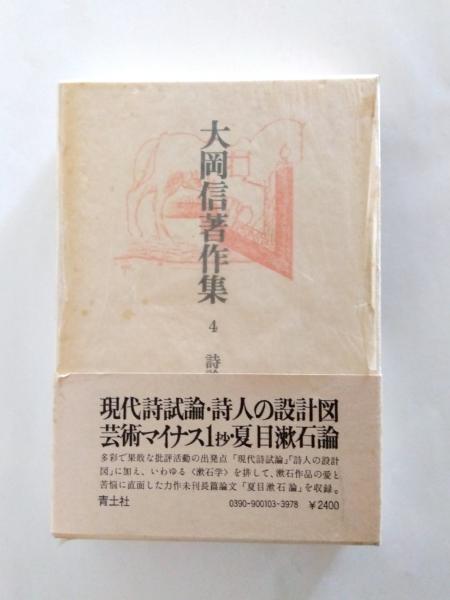 大岡信著作集
4
詩
現代詩試論・詩人の設計図
芸術マイナス1抄・夏目漱石論
多彩で果敢な批評活動の出発点「現代詩試論」「詩人の設計
図」に加え、いわゆる〈漱石学〉を排して、漱石作品の愛と
苦悩に直面した力作未刊長篇論文「夏目漱石論」を収録。
青土社
0390-900103-3978 ￥2400